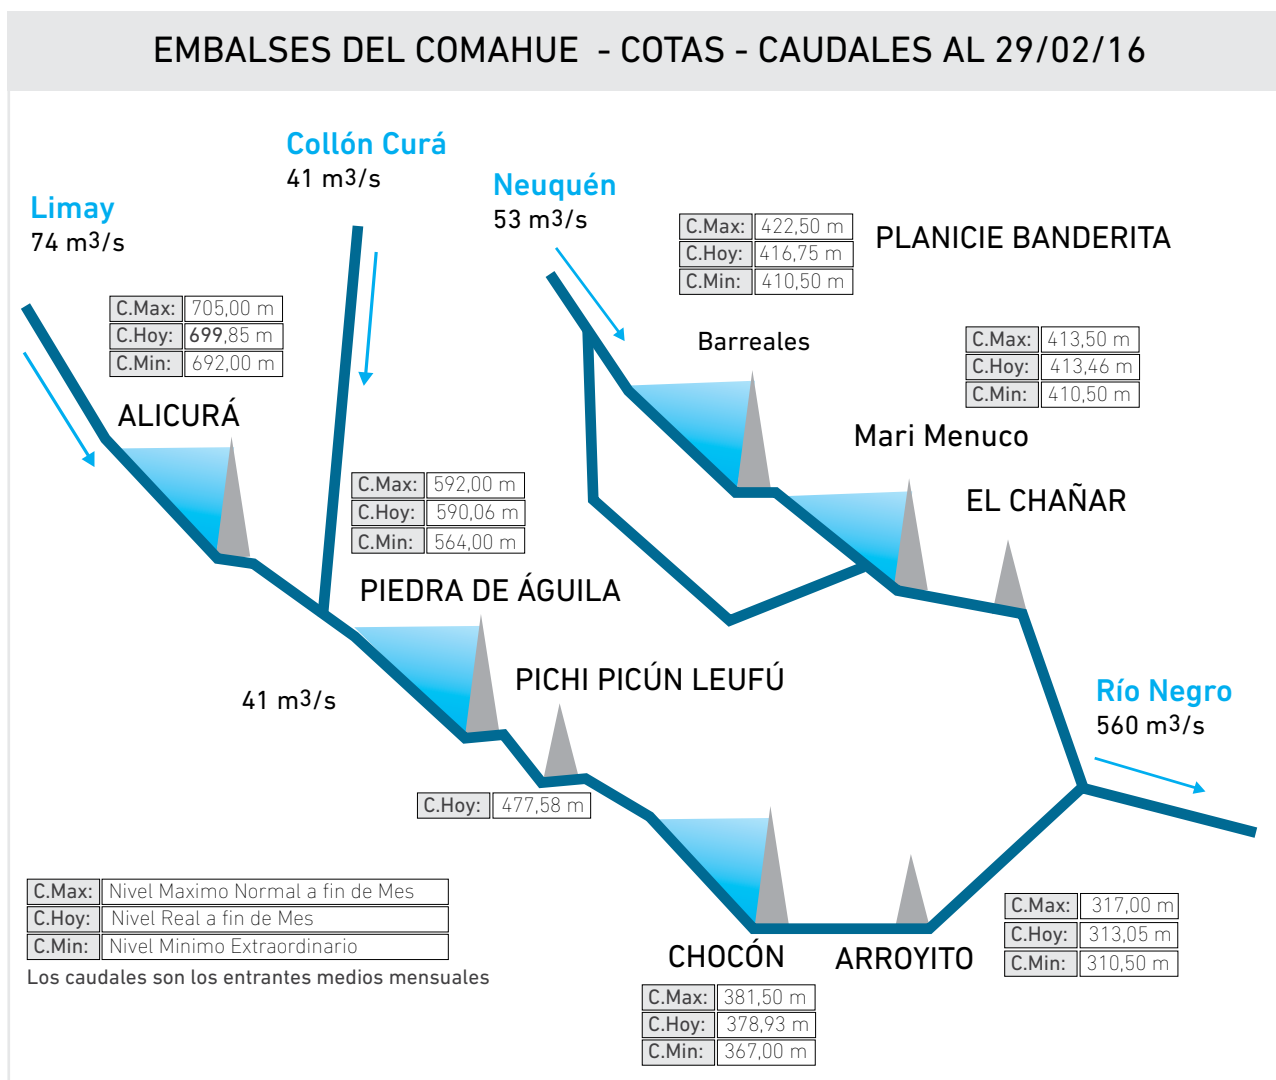 EMBALSES DEL COMAHUE - COTAS - CAUDALES AL 29/02/16
Collón Curá
41 m3/s
Limay
74 m3/s
Neuquén
53 m3/s
C.Max: 422,50 m
C.Hoy: 416,75 m
C.Min: 410,50 m
PLANICIE BANDERITA
C.Max: 705,00 m
C.Hoy: 699,85 m
C.Min: 692,00 m
ALICURÁ
Barreales
C.Max: 413,50 m
C.Hoy: 413,46 m
C.Min: 410,50 m
Mari Menuco
EL CHAÑAR
C.Max: 592,00 m
C.Hoy: 590,06 m
C.Min: 564,00 m
PIEDRA DE ÁGUILA
41 m3/s
PICHI PICÚN LEUFÚ
C.Hoy: 477,58 m
Río Negro
560 m3/s
C.Max: Nivel Maximo Normal a fin de Mes
C.Hoy: Nivel Real a fin de Mes
C.Min: Nivel Minimo Extraordinario
Los caudales son los entrantes medios mensuales
CHOCÓN
C.Max: 381,50 m
C.Hoy: 378,93 m
C.Min: 367,00 m
ARROYITO
C.Max: 317,00 m
C.Hoy: 313,05 m
C.Min: 310,50 m